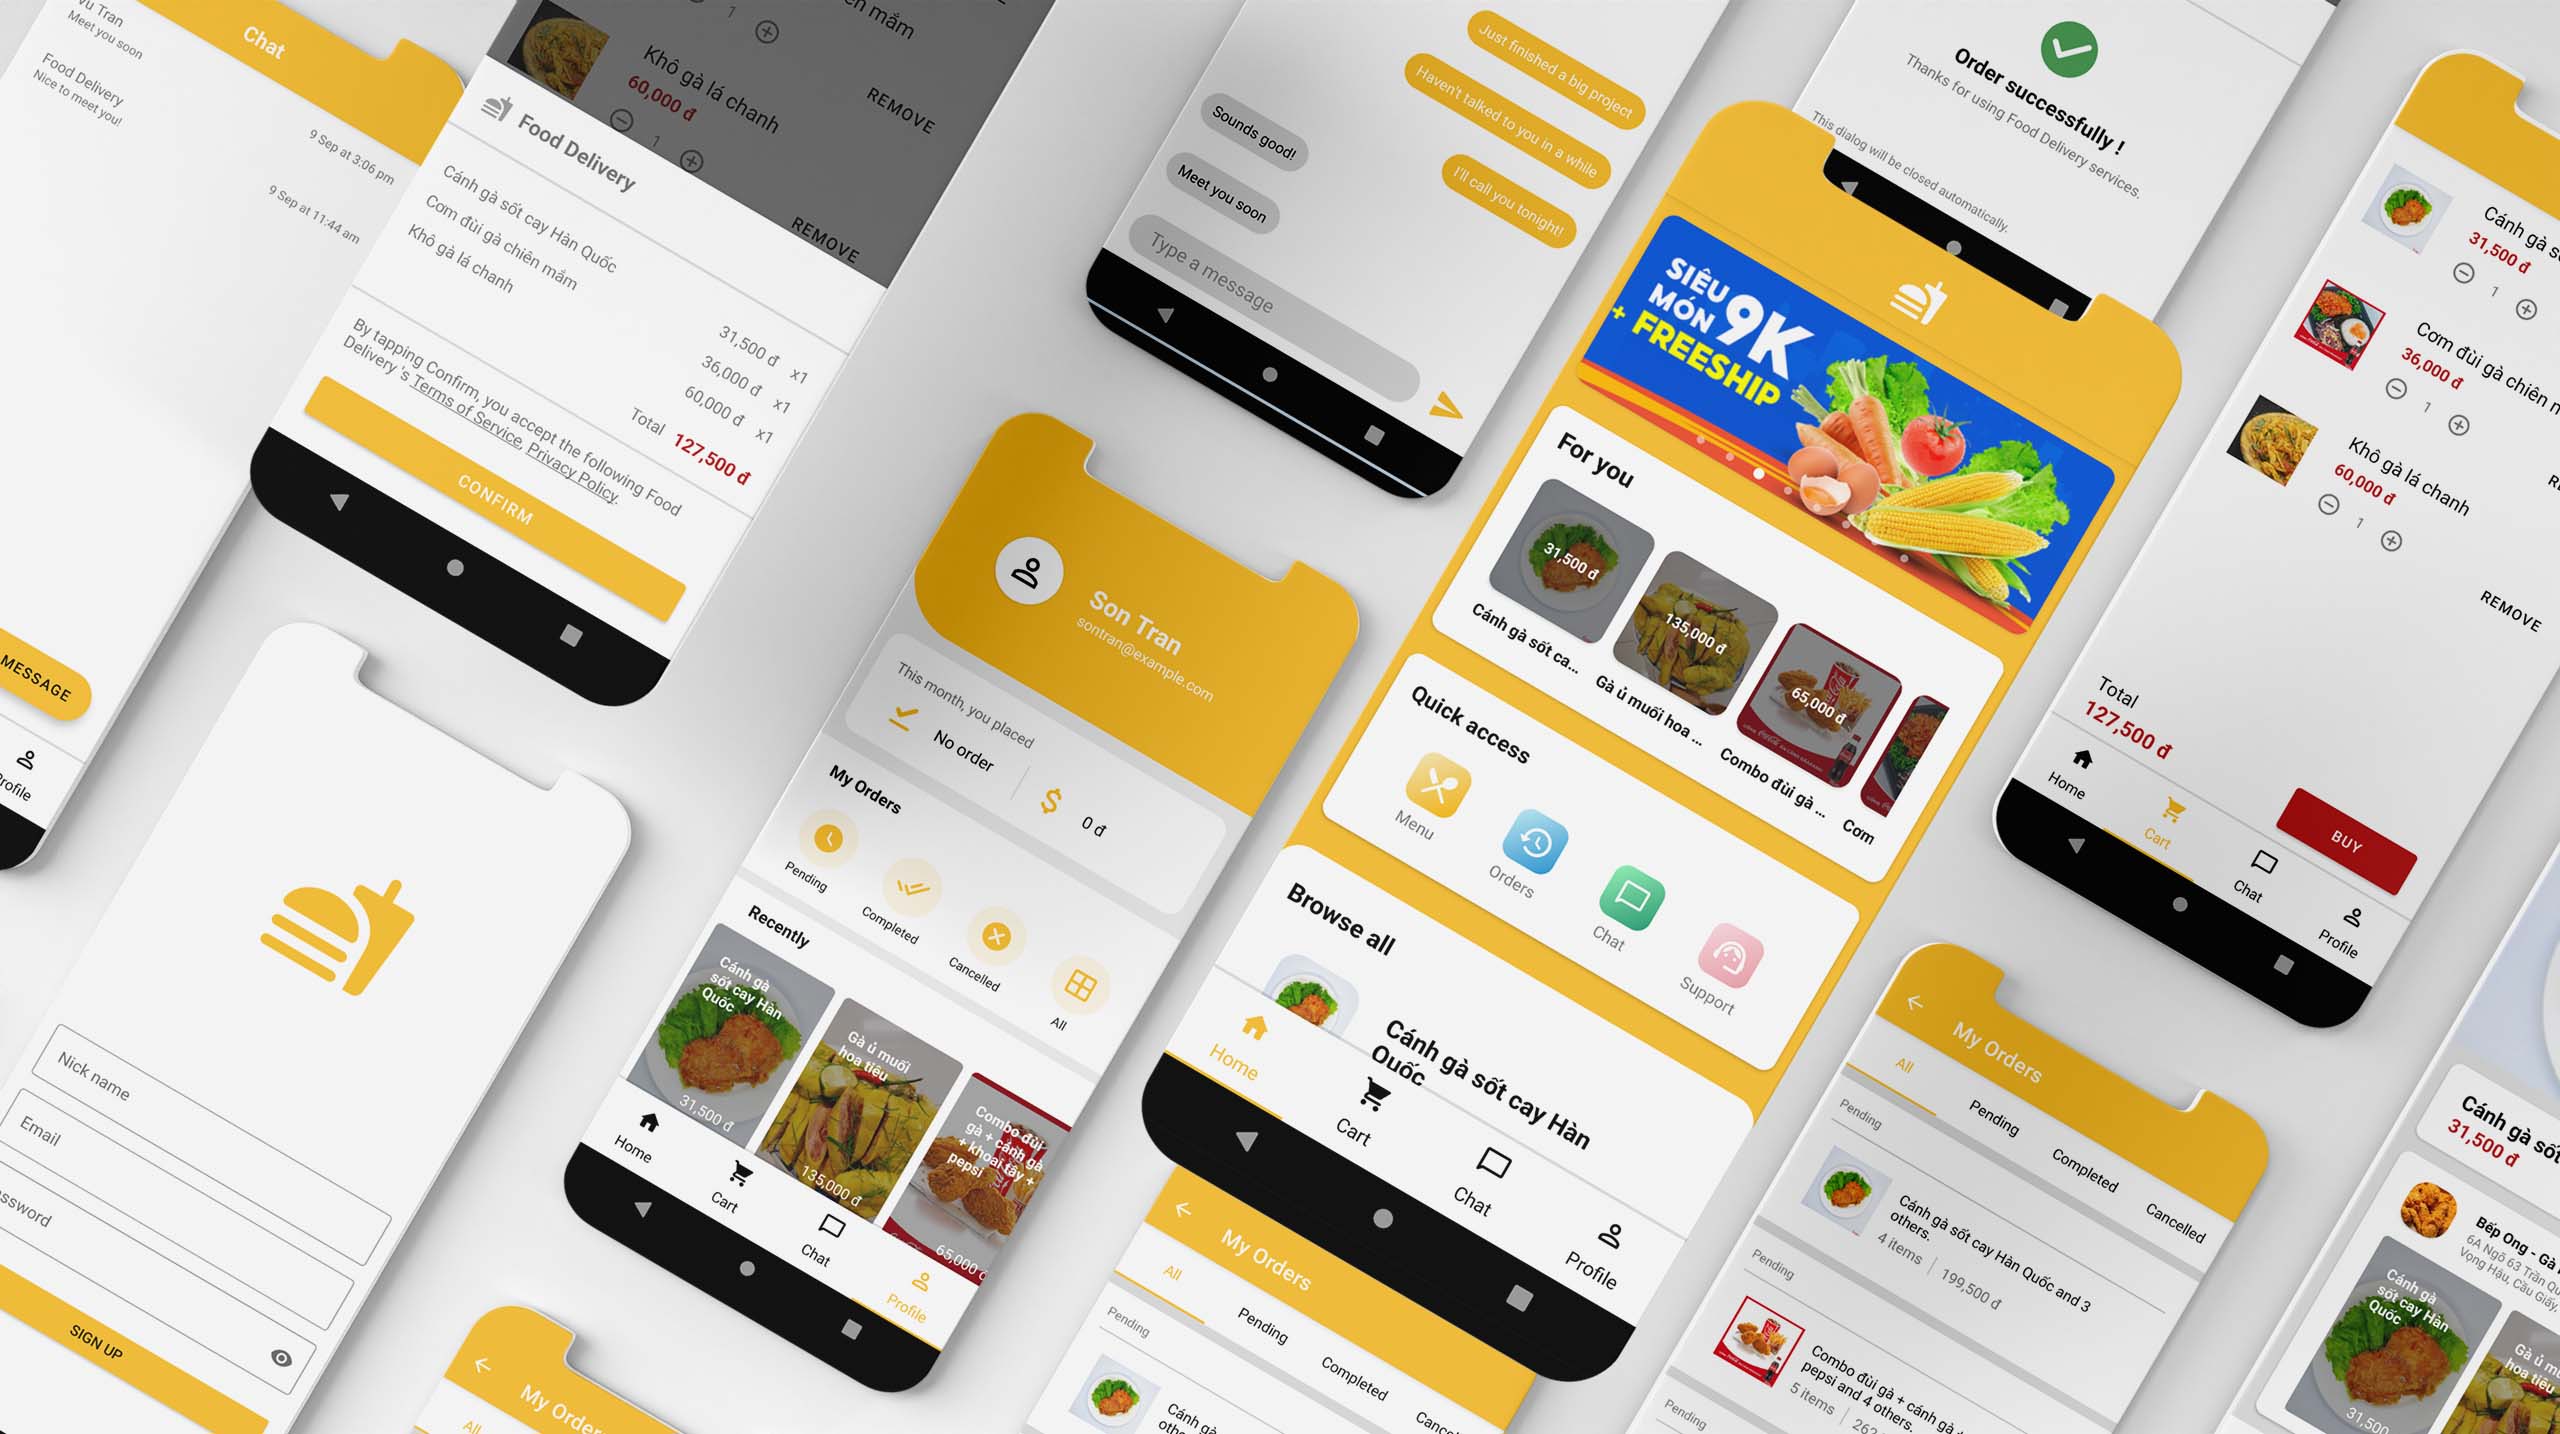 Vu Tran
Meet you soon
Chat
Food Delivery
Nice to meet you!
9 Sep at 3:06 pm
9 Sep at 11:44 am
MESSAGE
Profile
1
mắm
Khô gà lá chanh
60,000 đ
1
REMOVE
REMOVE
Food Delivery
Cánh gà sốt cay Hàn Quốc
Cơm đùi gà chiên mắm
Khô gà lá chanh
31,500 đ x1
36,000 đ x1
60,000 đ x1
Total 127,500 đ
By tapping Confirm, you accept the following Food
Delivery 's Terms of Service, Privacy Policy.
CONFIRM
Nick name
Email
SIGN UP
Just finished a big project
Haven't talked to you in a while
I'll call you tonight!
Sounds good!
Meet you soon
Type a message
Son Tran
sontran@example.com
This month, you placed
No order
0 đ
My Orders
Pending
Completed
Cancelled
All
Recently
Cánh gà
sốt cay Hàn
Quốc
31,500 đ
Gà ủ muối
hoa tiêu
135,000 đ
Combo đùi
gà + cánh gà
+ khoai tây +
pepsi
65,000 đ
Home
Cart
Chat
Profile
My Orders
All
Order successfully !
Thanks for using Food Delivery services.
This dialog will be closed automatically.
SIÊU
MÓN 9K
+ FREESHIP
For you
31,500 đ
135,000 đ
65,000 đ
Cánh gà sốt ca...
Gà ủ muối hoa ...
Combo đùi gà ...
Cơm
Quick access
Menu
Orders
Chat
Support
Browse all
Cánh gà sốt cay Hàn
Quốc
Home
Cart
Chat
Profile
My Orders
All
Pending
Completed
Pending
Cánh gà
Cánh gà
31,500 đ
1
Cơm đùi gà chiên
36,000 đ
1
Khô gà lá chanh
60,000 đ
1
REMOVE
Total
127,500 đ
BUY
Home
Cart
Chat
Profile
My Orders
All
Pending
Completed
Cancelled
Pending
Cánh gà sốt cay Hàn Quốc and 3
others.
4 items | 199,500 đ
Pending
Combo đùi gà + cánh gà
pepsi and 4 others.
5 items | 262
Pending
Cánh gà sốt
31,500 đ
Bếp Ong - Gà
6A Ngõ 63 Trần
Vọng Hậu, Cầu Giấy,
Cánh gà
sốt cay Hàn
Quốc
31,500
Gà ủ
hoa tiêu